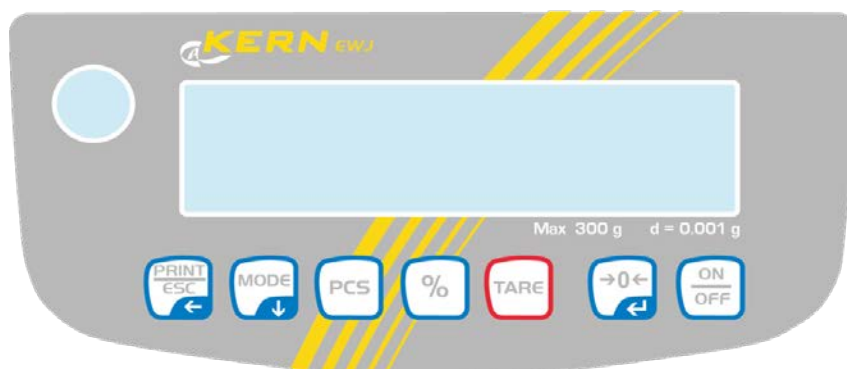 KERN EWJ
Max 300 g d = 0.001 g
PRINT
ESC
MODE
PCS
%
TARE
→0←
ON
OFF